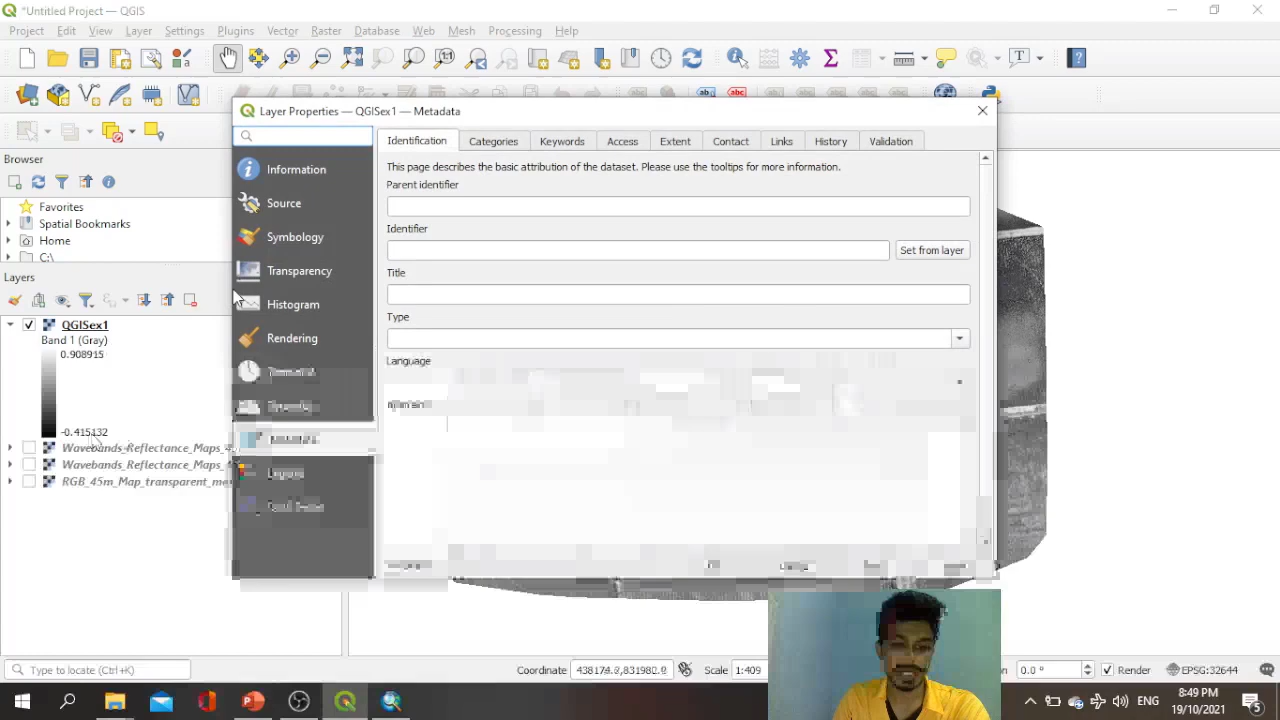 *Untitled Project — QGIS
Project Edit View Layer Settings Plugins Vector Raster Database Web Mesh Processing Help
Layer Properties — QGISex1 — Metadata
Browser
Favorites
Spatial Bookmarks
Home
C:\
Layers
QGISex1
Band 1 (Gray)
0.908915
-0.415132
Wavebands_Reflectance_Maps_
Wavebands_Reflectance_Maps_
RGB_45m_Map_transparent_me
Information
Source
Symbology
Transparency
Histogram
Rendering
Identification Categories Keywords Access Extent Contact Links History Validation
This page describes the basic attribution of the dataset. Please use the tooltips for more information.
Parent identifier
Identifier
Set from layer
Title
Type
Language
Type to locate (Ctrl+K)
Coordinate 438174.2,831982.9 Scale 1:409
0.0 ° Render EPSG:32644
ENG
8:49 PM
19/10/2021
5